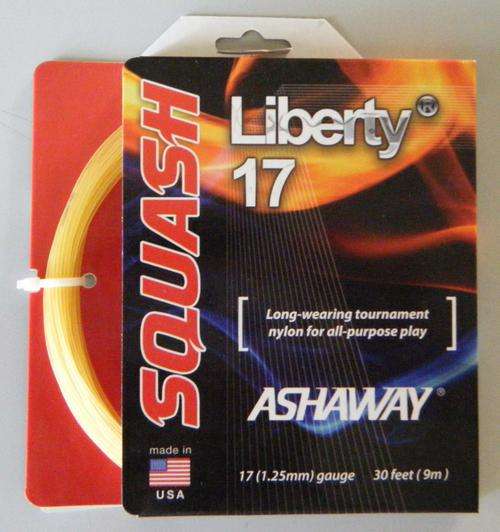 SQUASH
Liberty®
17
Long-wearing tournament
nylon for all-purpose play
ASHAWAY®
made in
USA
17 (1.25mm) gauge 30 feet ( 9m )